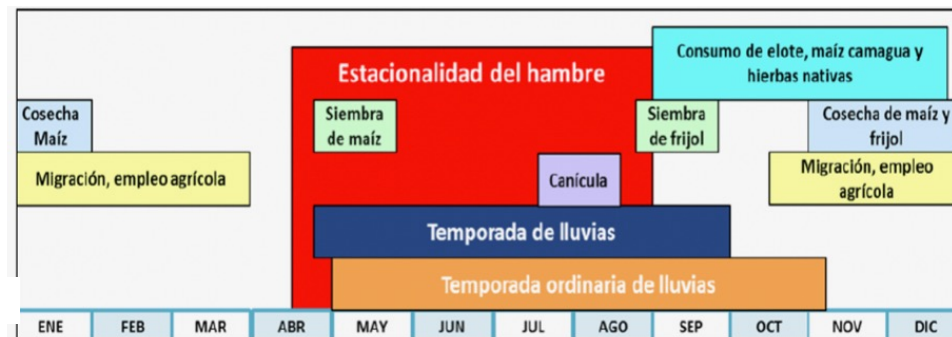 Consumo de elote, maíz camagua y
hierbas nativas
Estacionalidad del hambre
Cosecha
Maíz
Siembra
de maíz
Siembra
de frijol
Cosecha de maíz y
frijol
Migración, empleo agrícola
Canícula
Migración, empleo
agrícola
Temporada de lluvias
Temporada ordinaria de lluvias
ENE FEB MAR ABR MAY JUN JUL AGO SEP OCT NOV DIC